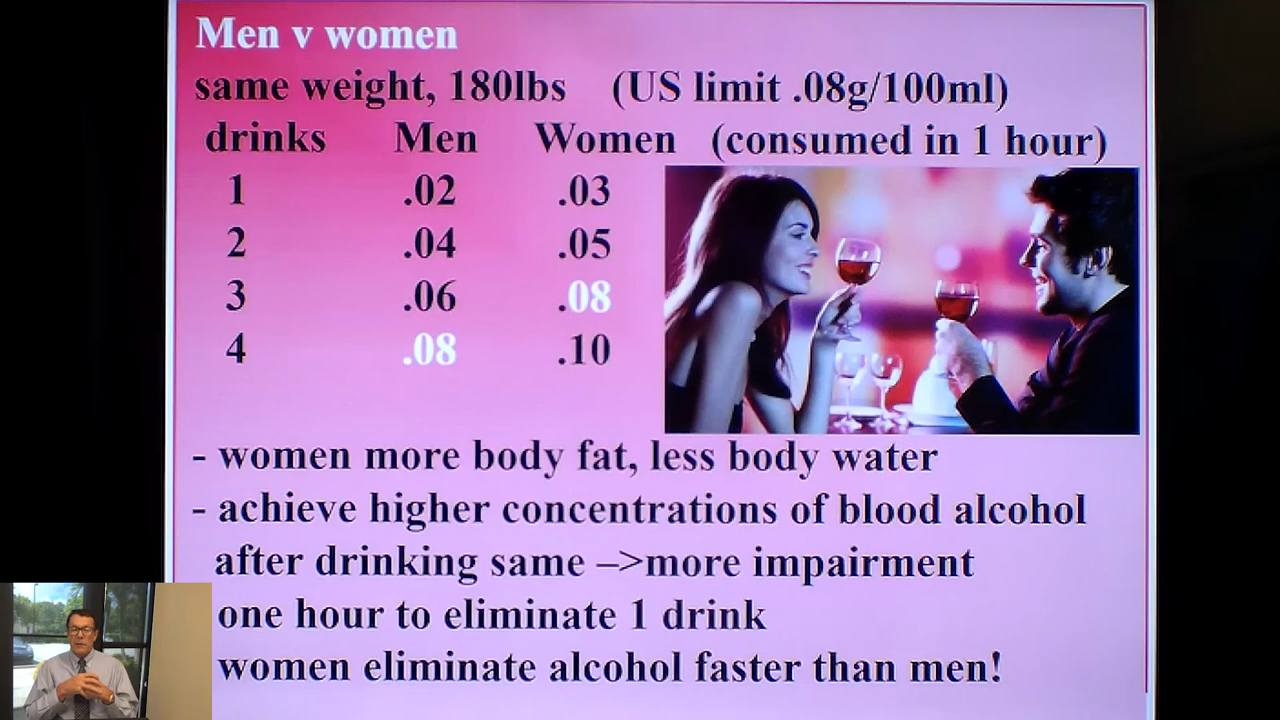 Men v women
same weight, 180lbs (US limit .08g/100ml)
drinks Men Women (consumed in 1 hour)
1 .02 .03
2 .04 .05
3 .06 .08
4 .08 .10
- women more body fat, less body water
- achieve higher concentrations of blood alcohol
after drinking same –>more impairment
one hour to eliminate 1 drink
women eliminate alcohol faster than men!